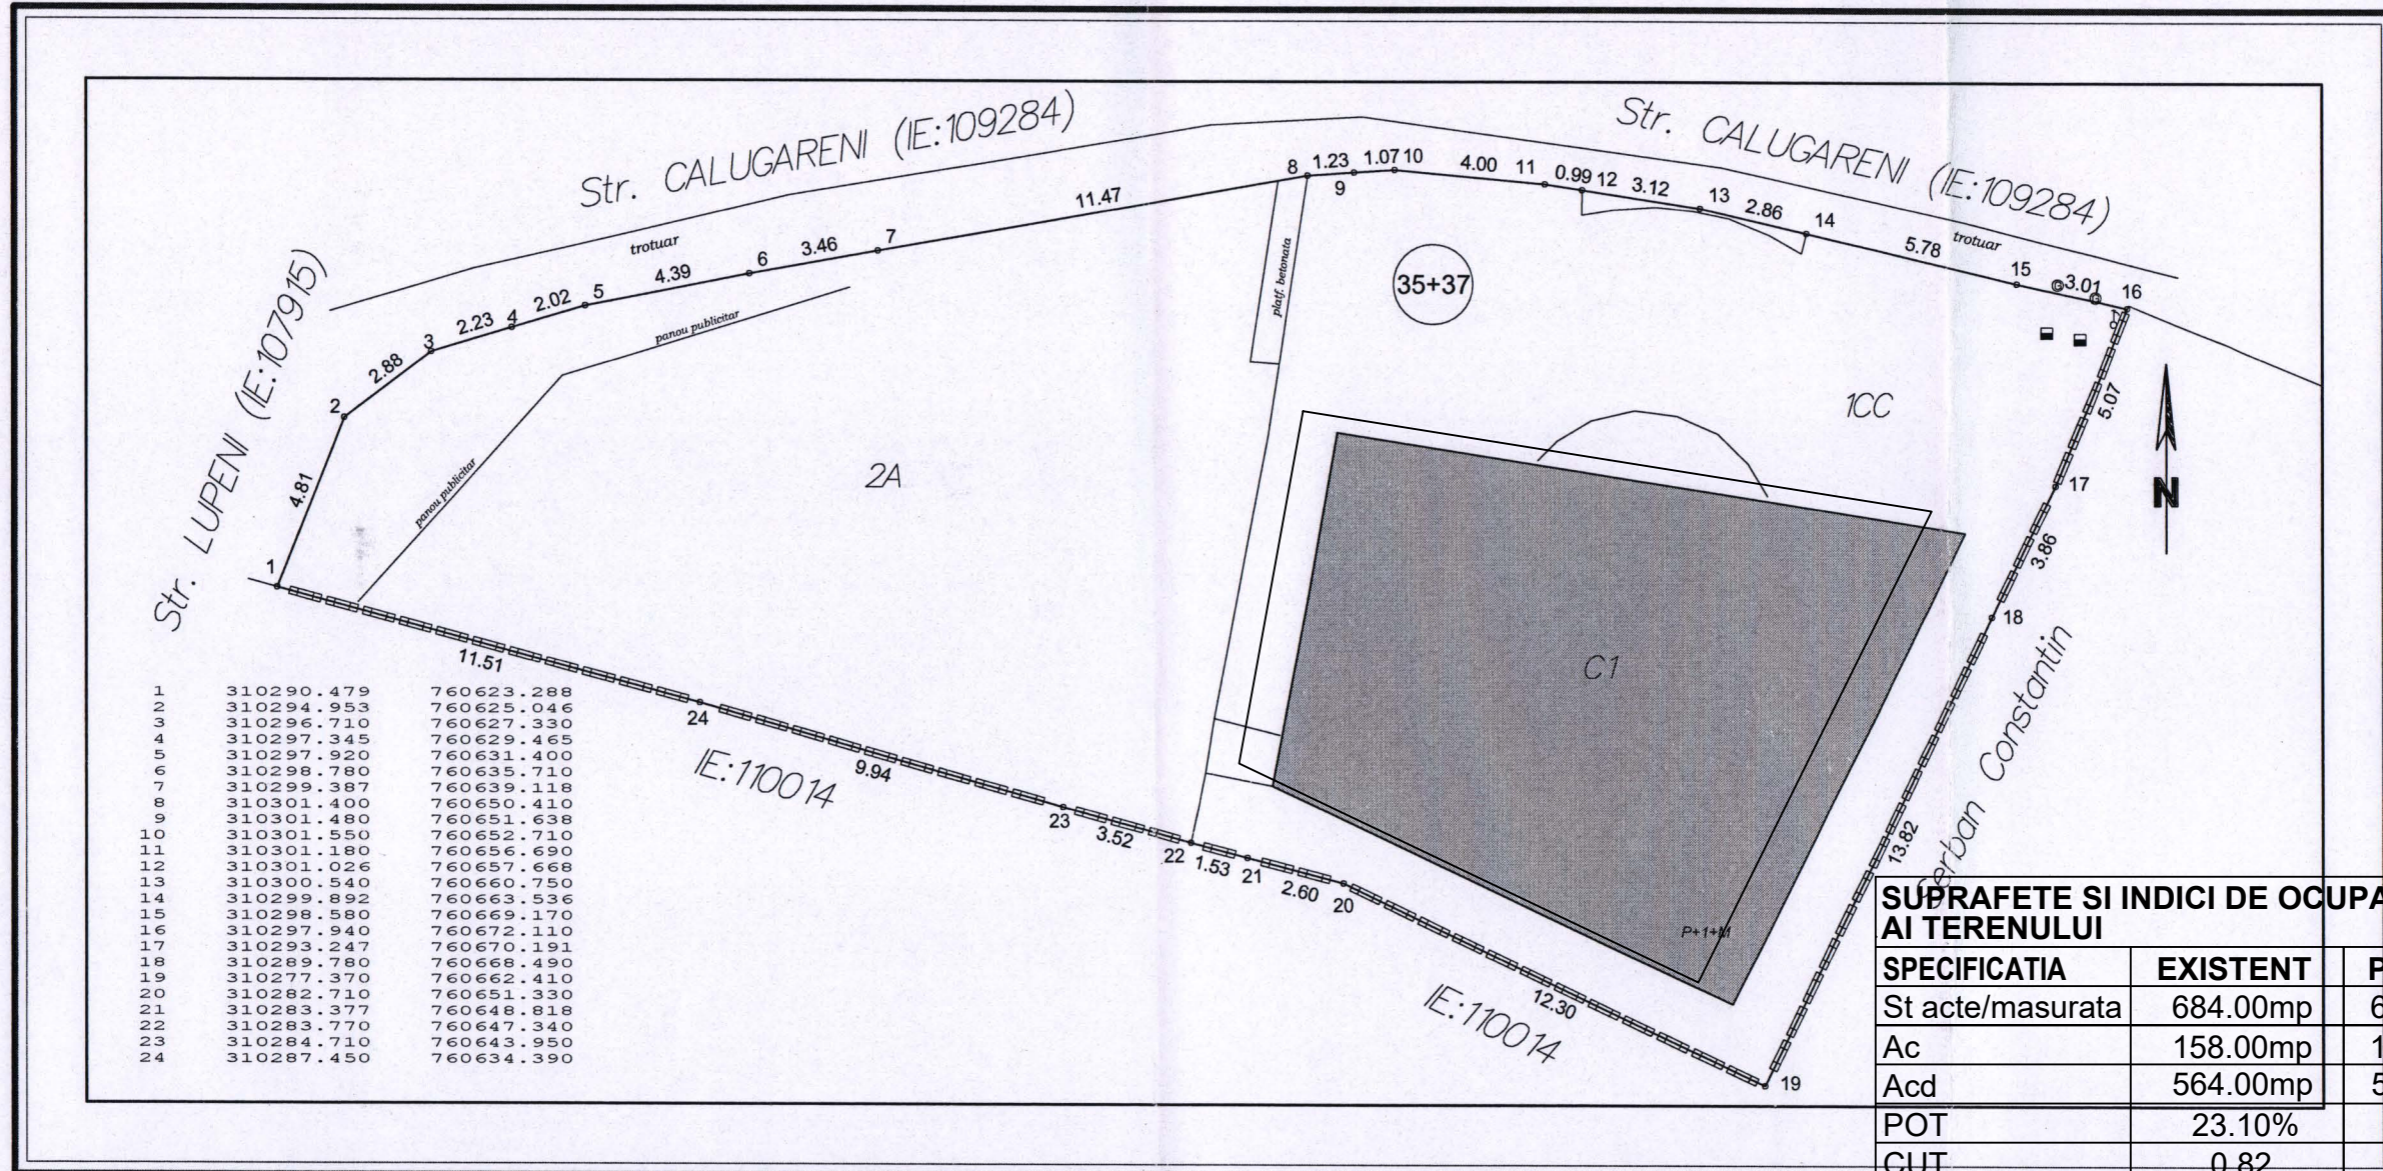 Str. CALUGARENI (IE:109284)
Str. CALUGARENI (IE:109284)
Str. LUPENI (IE:107915)
trotuar
trotuar
8 1.23 1.07 10 4.00 11 0.99 12 3.12 13 2.86 14
9
11.47
5.78
15 3.01 16
7
3.46
6
4.39
5
2.02
4
2.23
3
2.88
2
4.81
1
panou publicitar
panou publicitar
platf. betonata
35+37
1CC
2A
5.07
17
N
3.86
18
C1
Serban Constantin
13.82
P+1+M
11.51
24
9.94
23
3.52
22
1.53
21
2.60
20
12.30
19
IE:110014
IE:110014
1 310290.479 760623.288
2 310294.953 760625.046
3 310296.710 760627.330
4 310297.345 760629.465
5 310297.920 760631.400
6 310298.780 760635.710
7 310299.387 760639.118
8 310301.400 760650.410
9 310301.480 760651.638
10 310301.550 760652.710
11 310301.180 760656.690
12 310301.026 760657.668
13 310300.540 760660.750
14 310299.892 760663.536
15 310298.580 760669.170
16 310297.940 760672.110
17 310293.247 760670.191
18 310289.780 760668.490
19 310277.370 760662.410
20 310282.710 760651.330
21 310283.377 760648.818
22 310283.770 760647.340
23 310284.710 760643.950
24 310287.450 760634.390
SUPRAFETE SI INDICI DE OCUPA
AI TERENULUI
SPECIFICATIA EXISTENT P
St acte/masurata 684.00mp 6
Ac 158.00mp 1
Acd 564.00mp 5
POT 23.10%
CUT 0.82